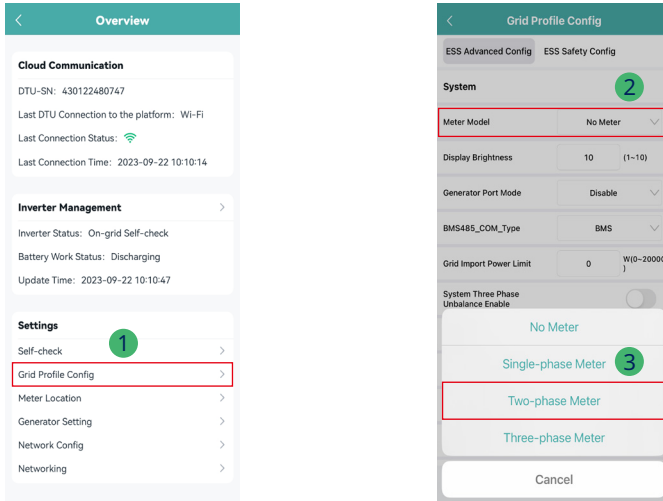 Overview
Cloud Communication
DTU-SN: 430122480747
Last DTU Connection to the platform: Wi-Fi
Last Connection Status:
Last Connection Time: 2023-09-22 10:10:14
Inverter Management
Inverter Status: On-grid Self-check
Battery Work Status: Discharging
Update Time: 2023-09-22 10:10:47
Settings
1
Self-check
Grid Profile Config
Meter Location
Generator Setting
Network Config
Networking
Grid Profile Config
ESS Advanced Config ESS Safety Config
System 2
Meter Model No Meter
Display Brightness 10 (1~10)
Generator Port Mode Disable
BMS485_COM_Type BMS
Grid Import Power Limit 0 W(0~20000
)
System Three Phase
Unbalance Enable
No Meter
Single-phase Meter 3
Two-phase Meter
Three-phase Meter
Cancel